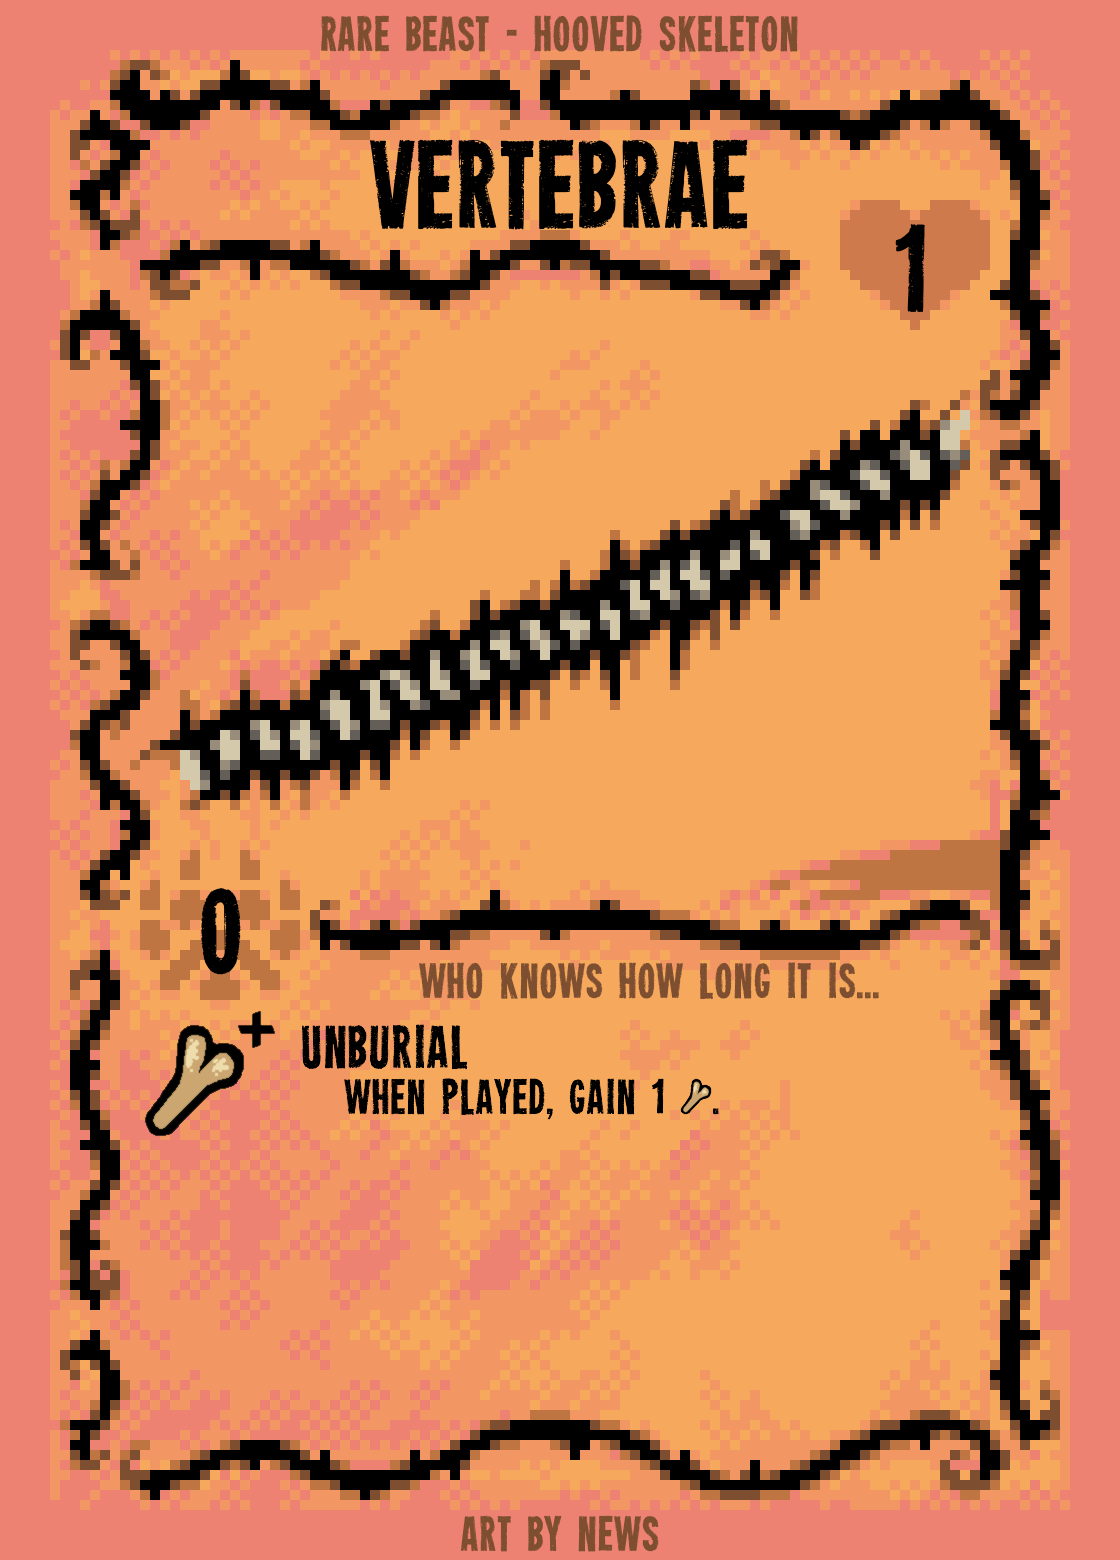 RARE BEAST - HOOVED SKELETON
VERTEBRAE
1
0
WHO KNOWS HOW LONG IT IS...
UNBURIAL
WHEN PLAYED, GAIN 1 .
ART BY NEWS